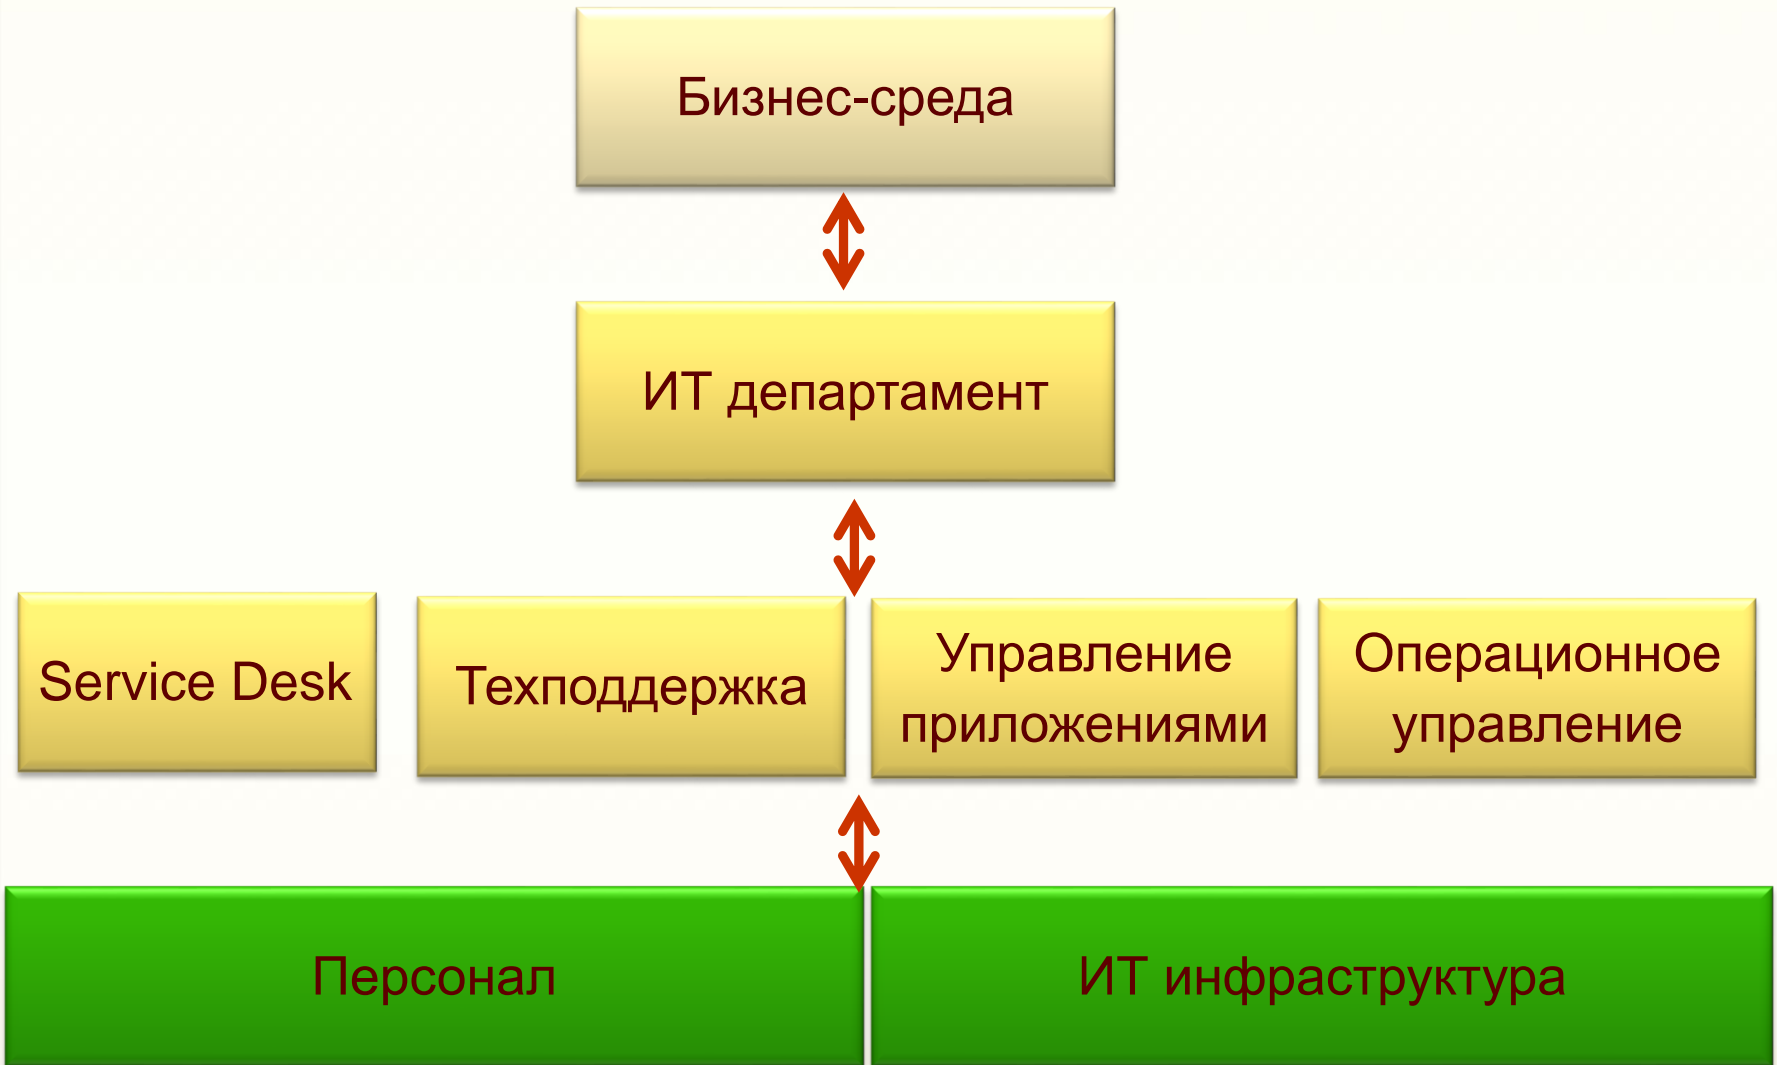 Бизнес-среда
ИТ департамент
Service Desk
Техподдержка
Управление
приложениями
Операционное
управление
Персонал
ИТ инфраструктура